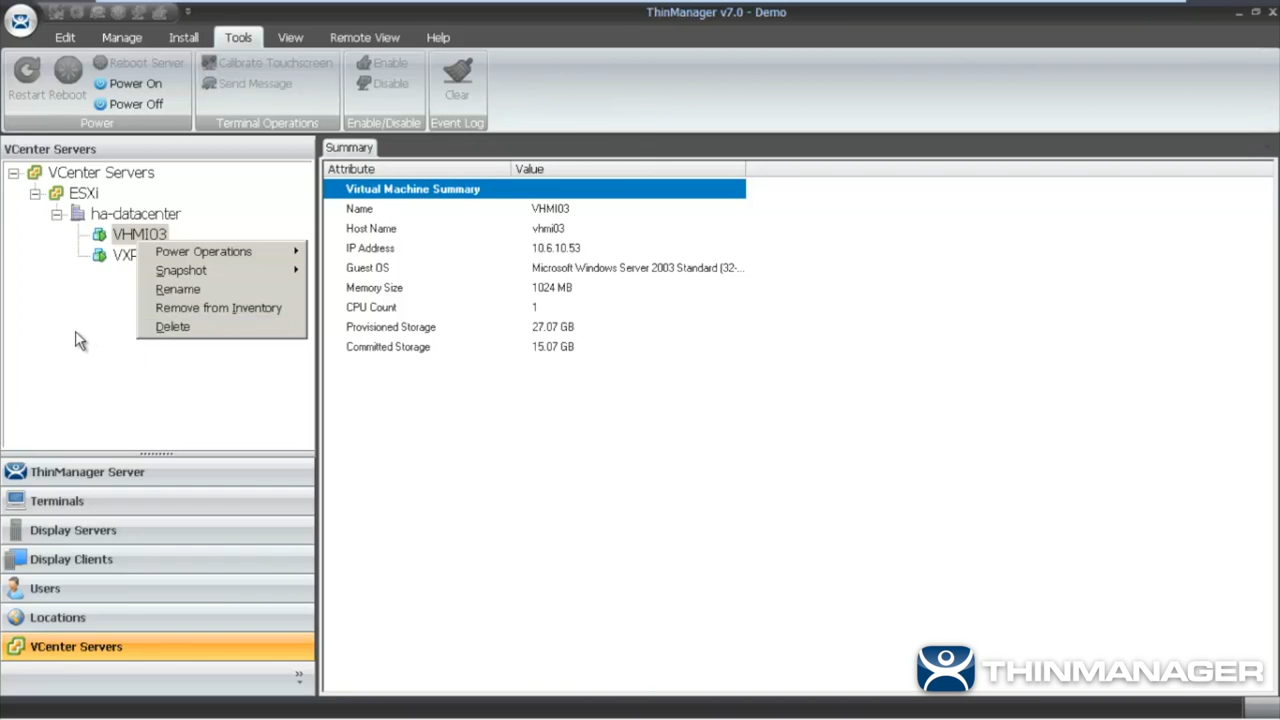 ThinManager v7.0 - Demo
Edit Manage Install Tools View Remote View Help
Restart Reboot
Reboot Server
Power On
Power Off
Power
Calibrate Touchscreen
Send Message
Terminal Operations
Enable
Disable
Enable/Disable
Clear
Event Log
VCenter Servers
VCenter Servers
ESXi
ha-datacenter
VHMI03
Power Operations
Snapshot
Rename
Remove from Inventory
Delete
ThinManager Server
Terminals
Display Servers
Display Clients
Users
Locations
VCenter Servers
Summary
Attribute Value
Virtual Machine Summary
Name VHMI03
Host Name vhmi03
IP Address 10.6.10.53
Guest OS Microsoft Windows Server 2003 Standard (32-...
Memory Size 1024 MB
CPU Count 1
Provisioned Storage 27.07 GB
Committed Storage 15.07 GB
THINMANAGER